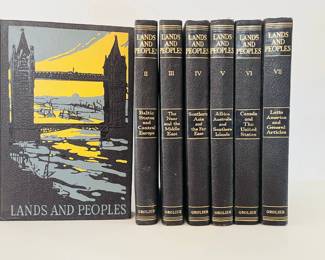 LANDS AND PEOPLES
LANDS
AND
PEOPLES
II
Baltic
States and
Central
Europe
GROLIER
LANDS
AND
PEOPLES
III
The Near
and the
Middle
East
GROLIER
LANDS
AND
PEOPLES
IV
Southern
Asia
and the
Far East
GROLIER
LANDS
AND
PEOPLES
V
Africa
Australia
and
Southern
Islands
GROLIER
LANDS
AND
PEOPLES
VI
Canada
and
The United
States
GROLIER
LANDS
AND
PEOPLES
VII
Latin
America
and
General
Articles
GROLIER